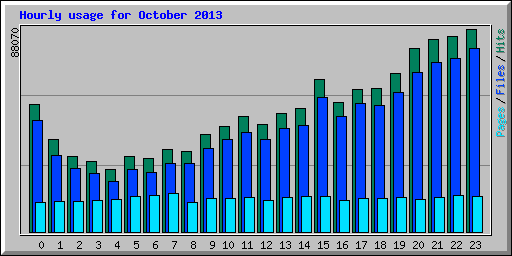 Hourly usage for October 2013
88070
Pages / Files / Hits
0 1 2 3 4 5 6 7 8 9 10 11 12 13 14 15 16 17 18 19 20 21 22 23